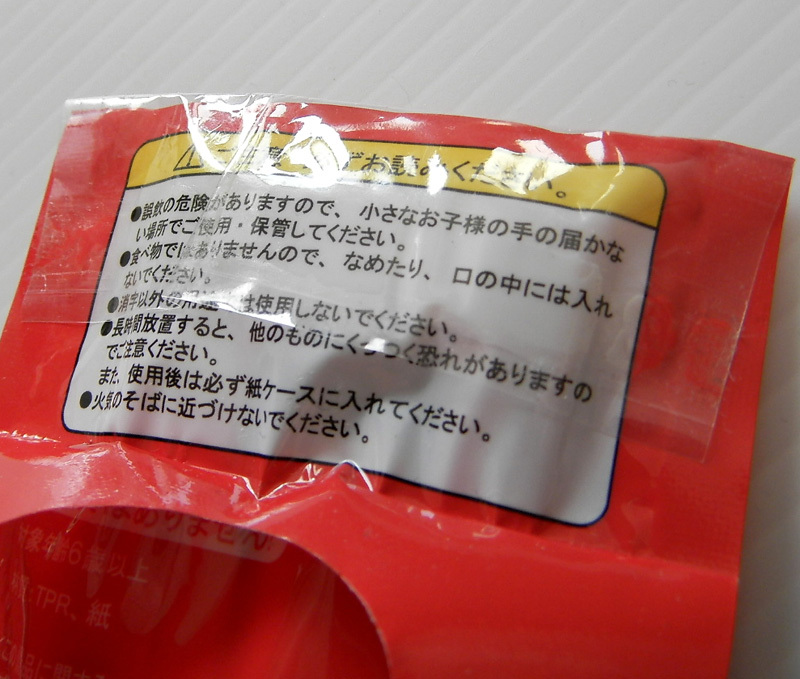 ずお読みください。
●誤飲の危険がありますので、小さなお子様の手の届かな
い場所でご使用・保管してください。
●食べ物ではありませんので、なめたり、口の中には入れ
ないでください。
●消字以外の用途 は使用しないでください。
●長時間放置すると、他のものにくっつく恐れがありますの
でご注意ください。
また、使用後は必ず紙ケースに入れてください。
●火気のそばに近づけないでください。
ありません
対象年齢6歳以上
TPR、紙